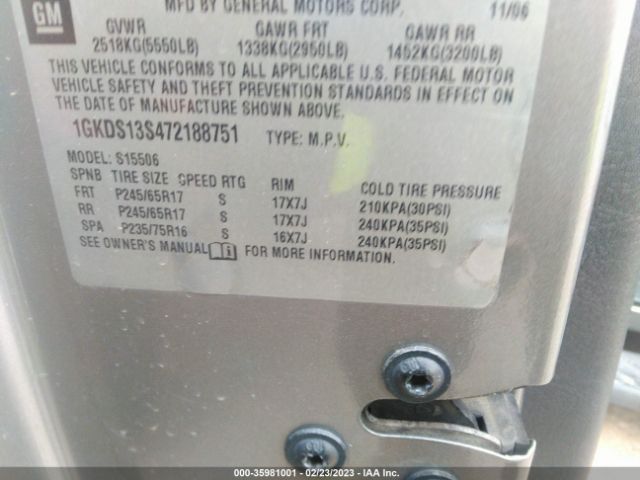 GM
MFD BY GENERAL MOTORS CORP. 11/06
GVWR GAWR FRT GAWR RR
2518KG(5550LB) 1338KG(2950LB) 1452KG(3200LB)
THIS VEHICLE CONFORMS TO ALL APPLICABLE U.S. FEDERAL MOTOR
VEHICLE SAFETY AND THEFT PREVENTION STANDARDS IN EFFECT ON
THE DATE OF MANUFACTURE SHOWN ABOVE.
1GKDS13S472188751 TYPE: M.P.V.
MODEL: S15506
SPNB TIRE SIZE SPEED RTG RIM COLD TIRE PRESSURE
FRT P245/65R17 S 17X7J 210KPA(30PSI)
RR P245/65R17 S 17X7J 240KPA(35PSI)
SPA P235/75R16 S 16X7J 240KPA(35PSI)
SEE OWNER'S MANUAL FOR MORE INFORMATION.
000-35981001 - 02/23/2023 - IAA Inc.